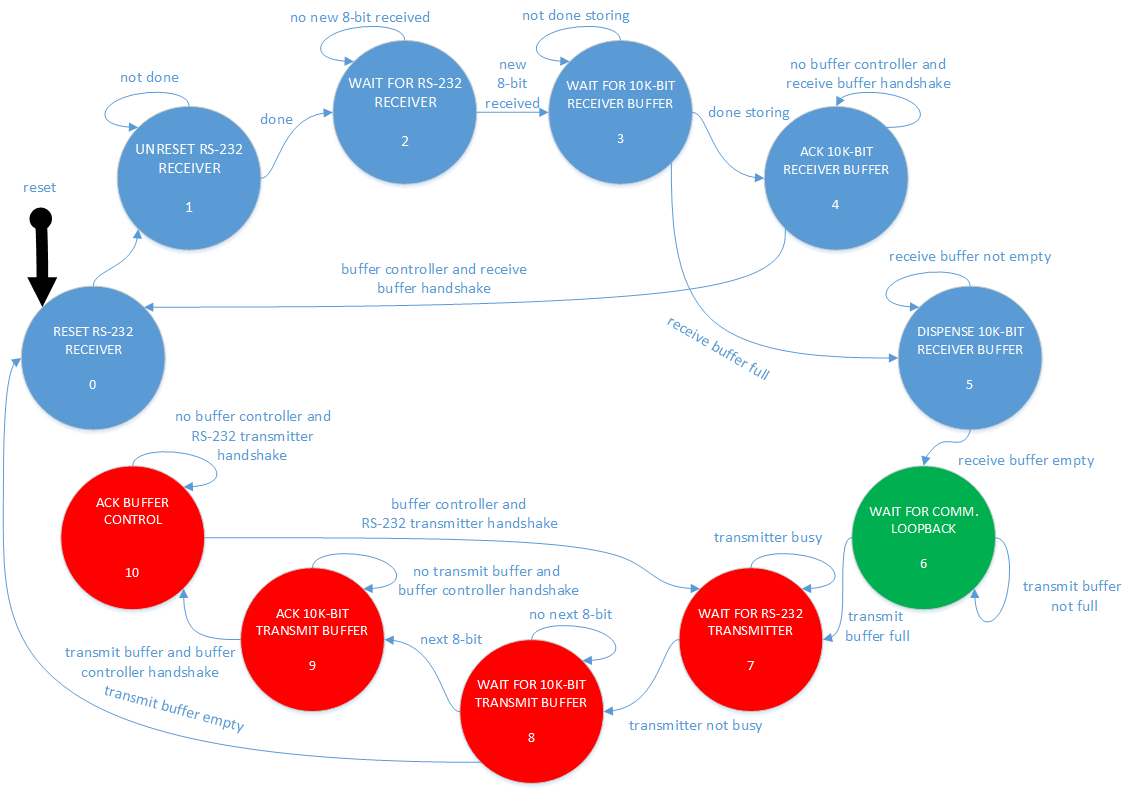 no new 8-bit received
not done storing
not done
new
8-bit
received
no buffer controller and
receive buffer handshake
WAIT FOR RS-232
RECEIVER
2
WAIT FOR 10K-BIT
RECEIVER BUFFER
3
done
done storing
UNRESET RS-232
RECEIVER
1
ACK 10K-BIT
RECEIVER BUFFER
4
reset
buffer controller and receive
buffer handshake
receive buffer not empty
RESET RS-232
RECEIVER
0
receive buffer full
DISPENSE 10K-BIT
RECEIVER BUFFER
5
no buffer controller and
RS-232 transmitter
handshake
receive buffer empty
ACK BUFFER
CONTROL
10
buffer controller and
RS-232 transmitter handshake
WAIT FOR COMM.
LOOPBACK
6
transmitter busy
no transmit buffer and
buffer controller handshake
transmit buffer
not full
ACK 10K-BIT
TRANSMIT BUFFER
9
no next 8-bit
WAIT FOR RS-232
TRANSMITTER
7
transmit
buffer full
next 8-bit
transmit buffer and buffer
controller handshake
transmit buffer empty
WAIT FOR 10K-BIT
TRANSMIT BUFFER
8
transmitter not busy